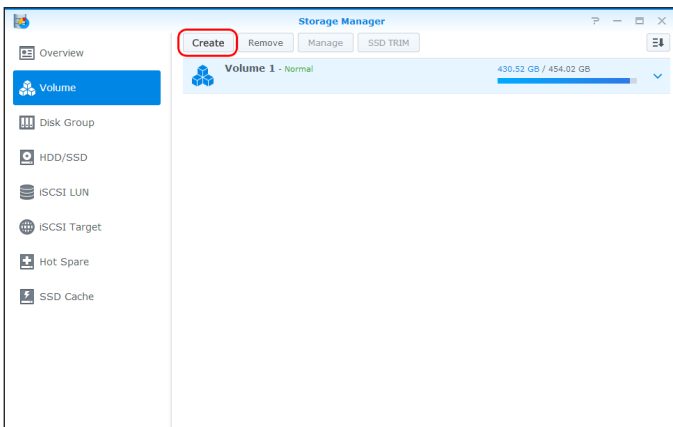 Storage Manager
Overview
Volume
Disk Group
HDD/SSD
iSCSI LUN
iSCSI Target
Hot Spare
SSD Cache
Create Remove Manage SSD TRIM
Volume 1 - Normal 430.52 GB / 454.02 GB